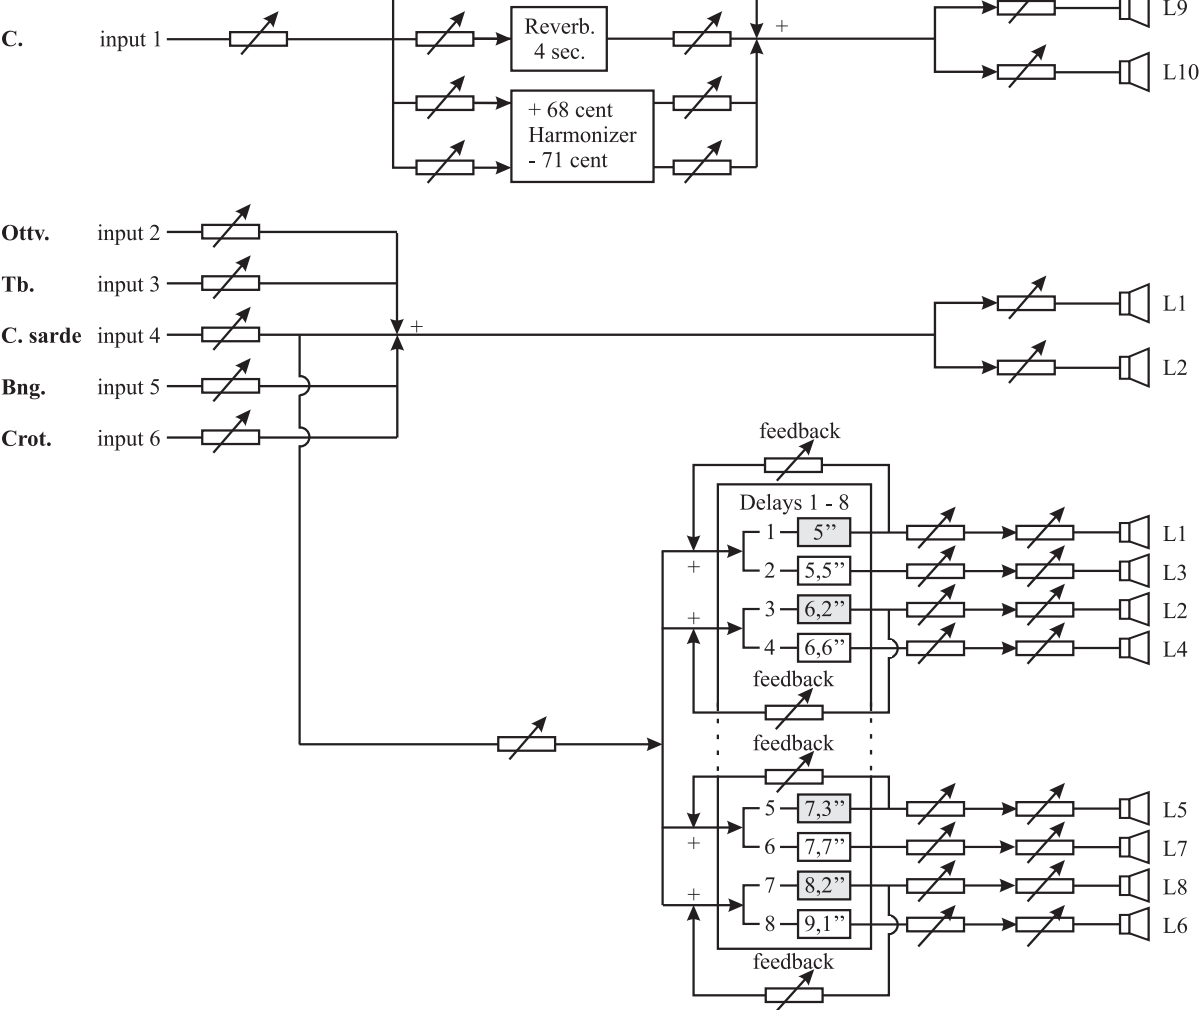 L9
C. input 1
Reverb.
4 sec.
+
L10
+ 68 cent
Harmonizer
- 71 cent
Ottv. input 2
Tb. input 3
L1
C. sarde input 4
+
L2
Bng. input 5
Crot. input 6
feedback
Delays 1 - 8
1 5’’ L1
+
2 5,5’’ L3
3 6,2’’ L2
+
4 6,6’’ L4
feedback
feedback
5 7,3’’ L5
+
6 7,7’’ L7
7 8,2’’ L8
+
8 9,1’’ L6
feedback